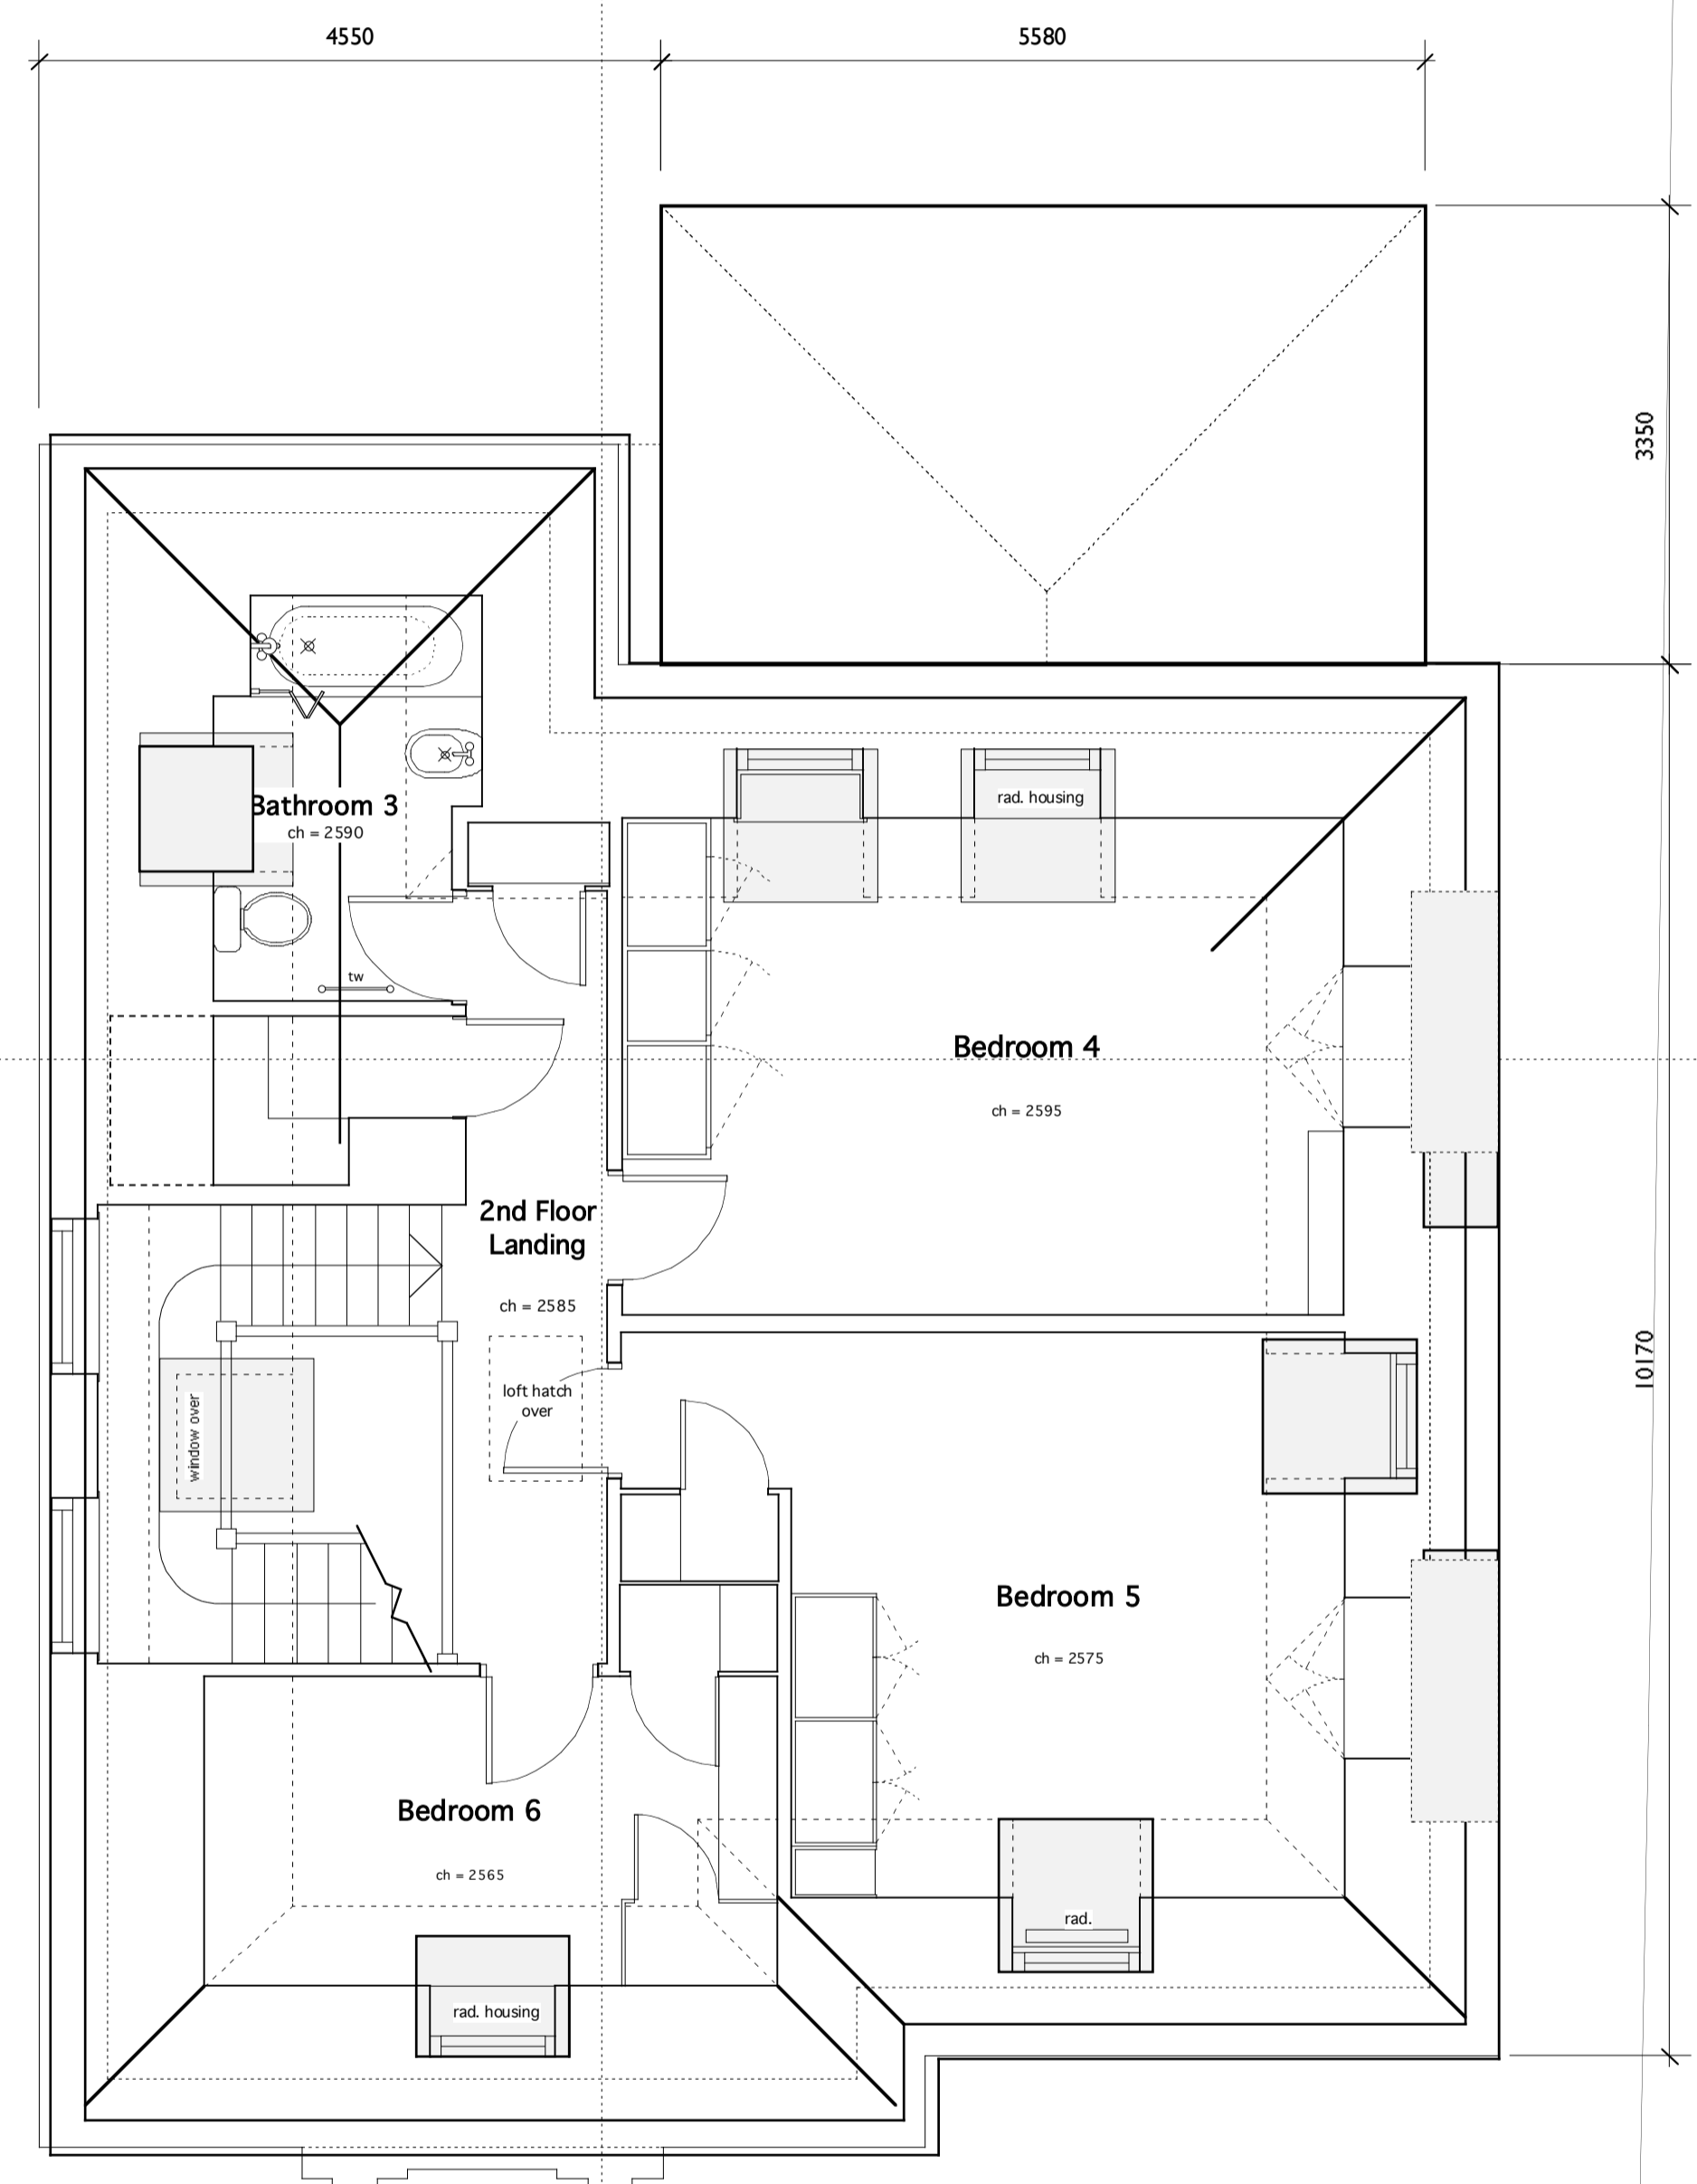 4550
5580
3350
rad. housing
Bathroom 3
ch = 2590
tw
Bedroom 4
ch = 2595
2nd Floor
Landing
ch = 2585
10170
loft hatch
over
window over
Bedroom 5
ch = 2575
Bedroom 6
ch = 2565
rad.
rad. housing